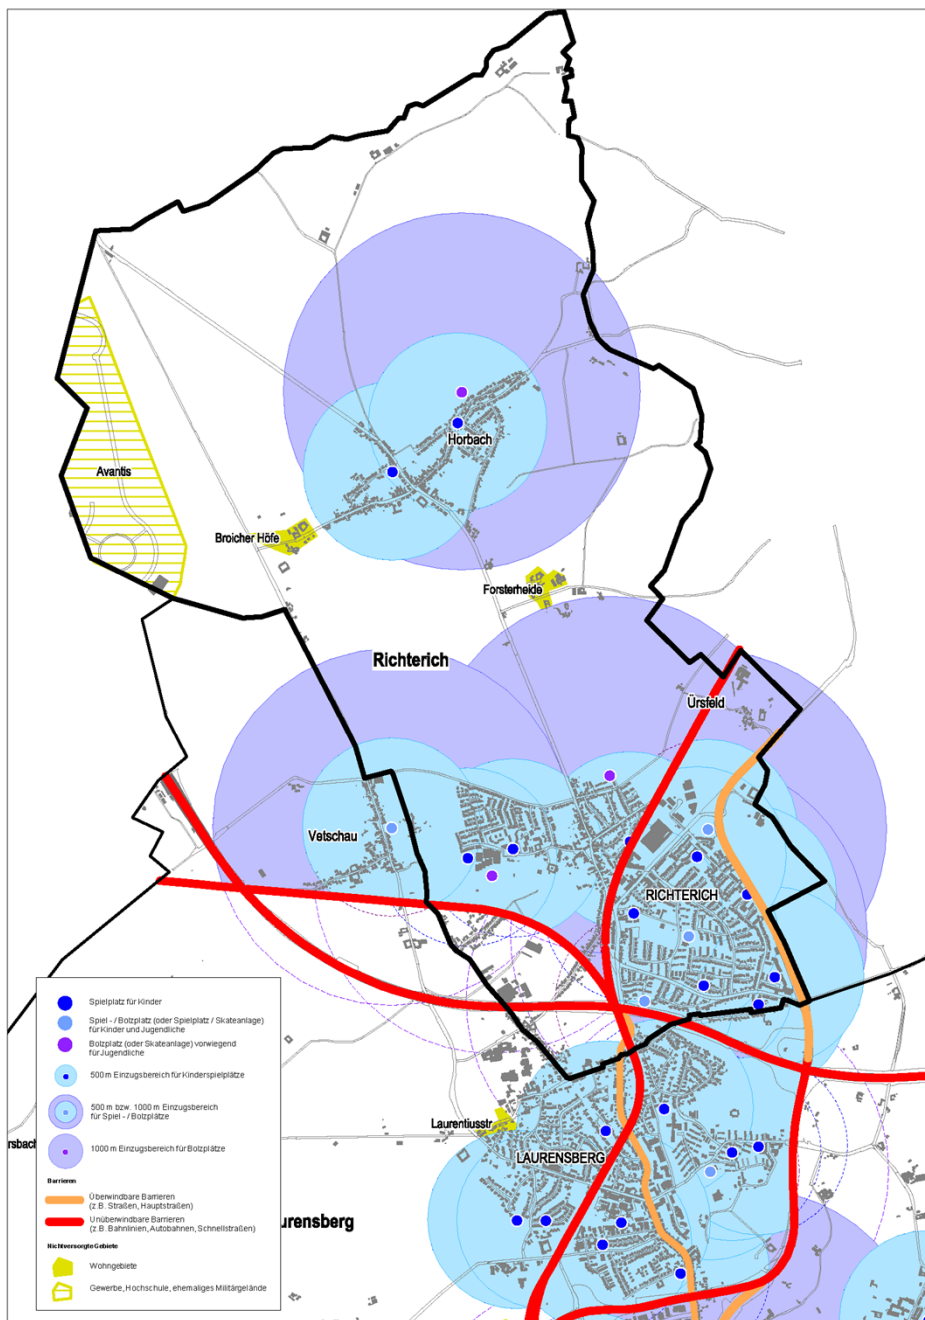 Horbach
Avantis
Broicher Höfe
Forsterheide
Richterich
Ürsfeld
Vetschau
RICHTERICH
Spielplatz für Kinder
Spiel - / Bolzplatz (oder Spielplatz / Skateanlage)
für Kinder und Jugendliche
Bolzplatz (oder Skateanlage) vorwiegend
für Jugendliche
500 m Einzugsbereich für Kinderspielplätze
500 m bzw. 1000 m Einzugsbereich
für Spiel - / Bolzplätze
1000 m Einzugsbereich für Bolzplätze
Barrieren
Überwindbare Barrieren
(z.B. Straßen, Hauptstraßen)
Unüberwindbare Barrieren
(z.B. Bahnlinien, Autobahnen, Schnellstraßen)
Nichtversorgte Gebiete
Wohngebiete
Gewerbe, Hochschule, ehemaliges Militärgelände
Laurentiusstr
rsbach
LAURENSBERG
urensberg